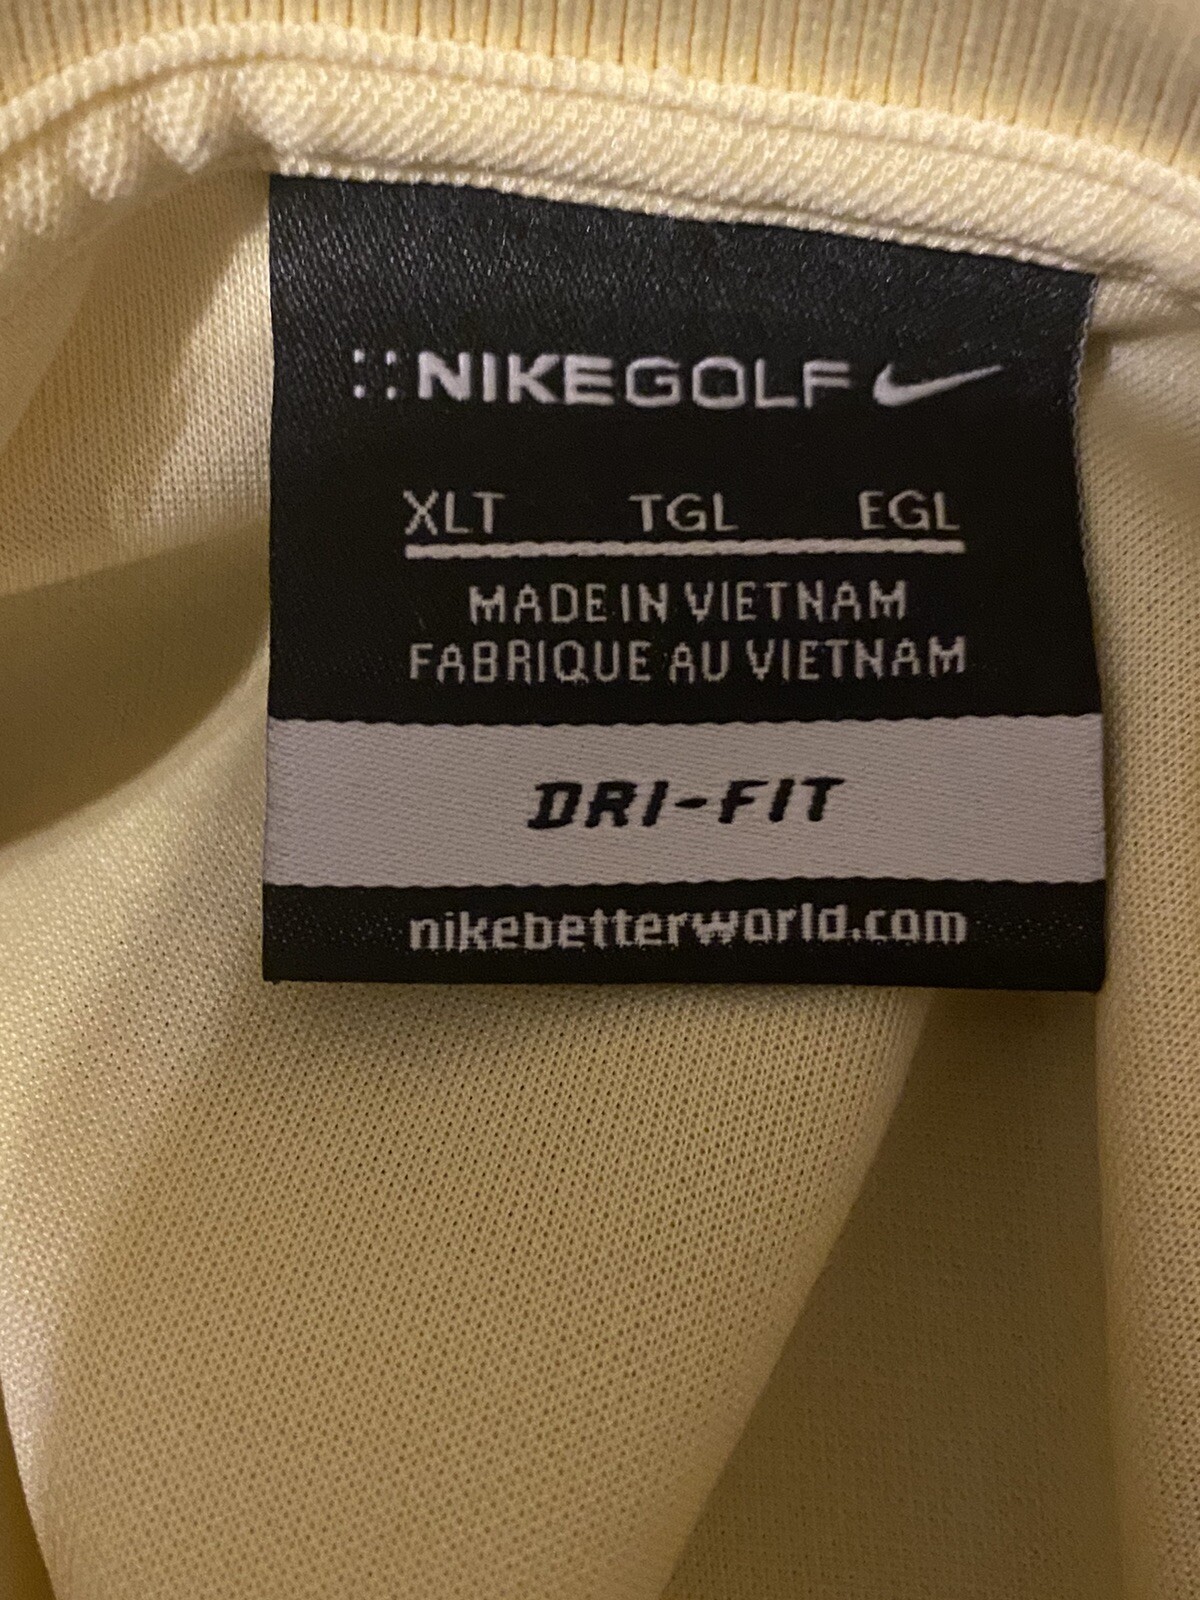 NIKEGOLF
XLT TGL EGL
MADE IN VIETNAM
FABRIQUE AU VIETNAM
DRI-FIT
nikebetterworld.com